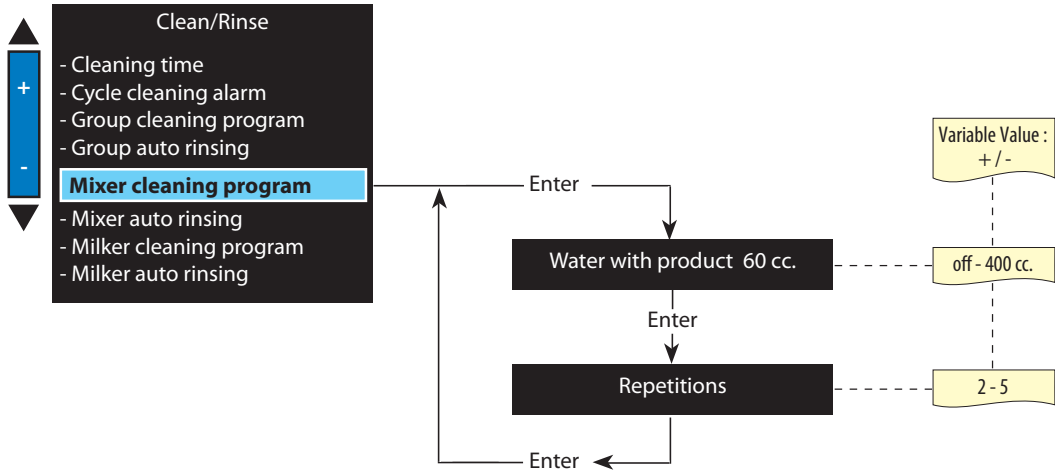 Clean/Rinse
+
-
- Cleaning time
- Cycle cleaning alarm
- Group cleaning program
- Group auto rinsing
Mixer cleaning program
- Mixer auto rinsing
- Milker cleaning program
- Milker auto rinsing
Enter
Water with product 60 cc.
Enter
Repetitions
Enter
Variable Value :
+ / -
off - 400 cc.
2 - 5